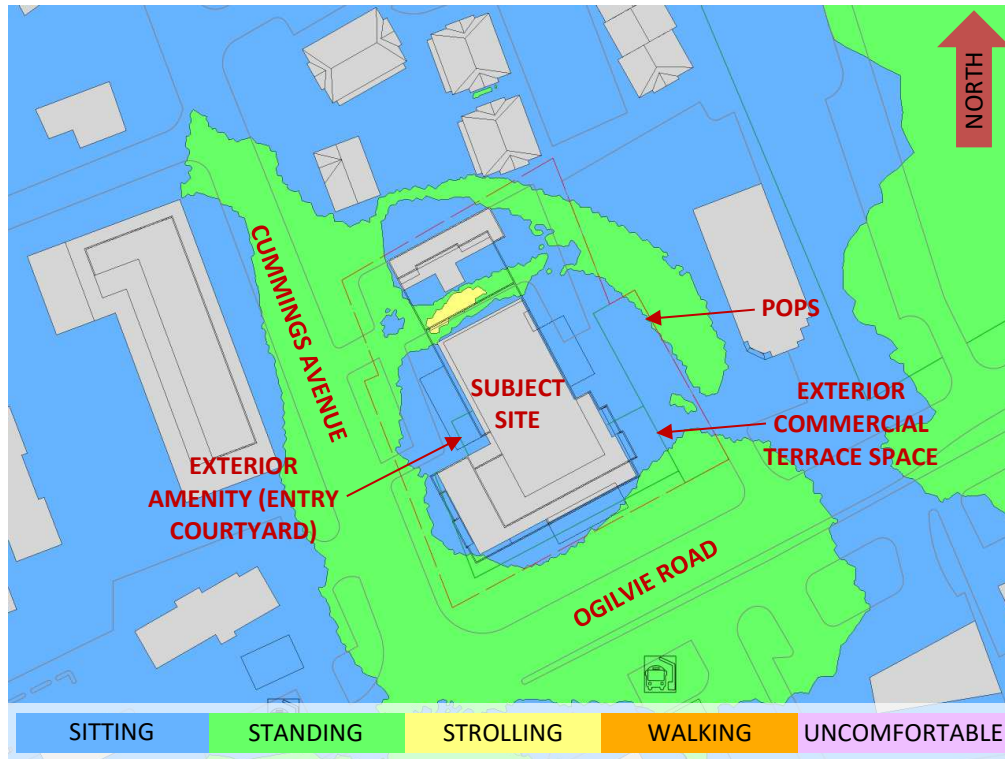 NORTH
CUMMINGS AVENUE
POPS
SUBJECT
SITE
EXTERIOR
COMMERCIAL
TERRACE SPACE
EXTERIOR
AMENITY (ENTRY
COURTYARD)
OGILVIE ROAD
SITTING
STANDING
STROLLING
WALKING
UNCOMFORTABLE